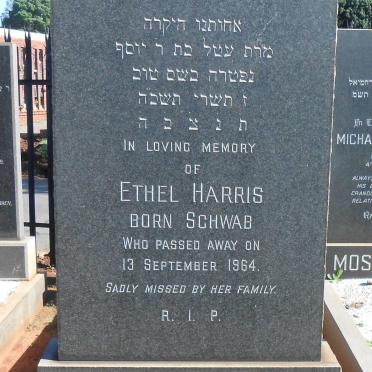 אחותנו היקרה
מרת עטל בת ר יוסף
נפטרה בשם טוב
ז תשרי תשכה
ת נ צ ב ה
IN LOVING MEMORY
OF
ETHEL HARRIS
BORN SCHWAB
WHO PASSED AWAY ON
13 SEPTEMBER 1964.
SADLY MISSED BY HER FAMILY.
R. I. P.
MICHA
MOS